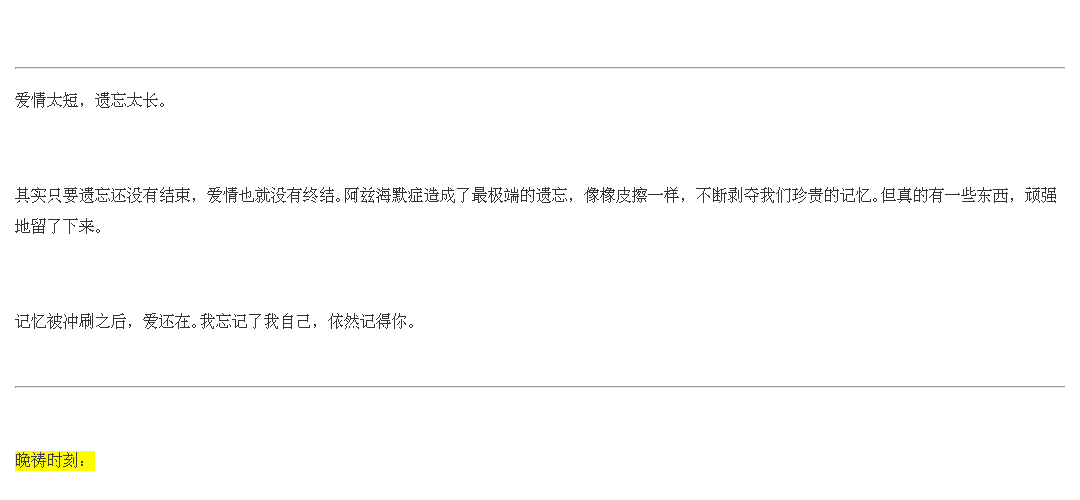 爱情太短，遗忘太长。
其实只要遗忘还没有结束，爱情也就没有终结。阿兹海默症造成了最极端的遗忘，像橡皮擦一样，不断剥夺我们珍贵的记忆。但真的有一些东西，顽强
地留了下来。
记忆被冲刷之后，爱还在。我忘记了我自己，依然记得你。
晚祷时刻：